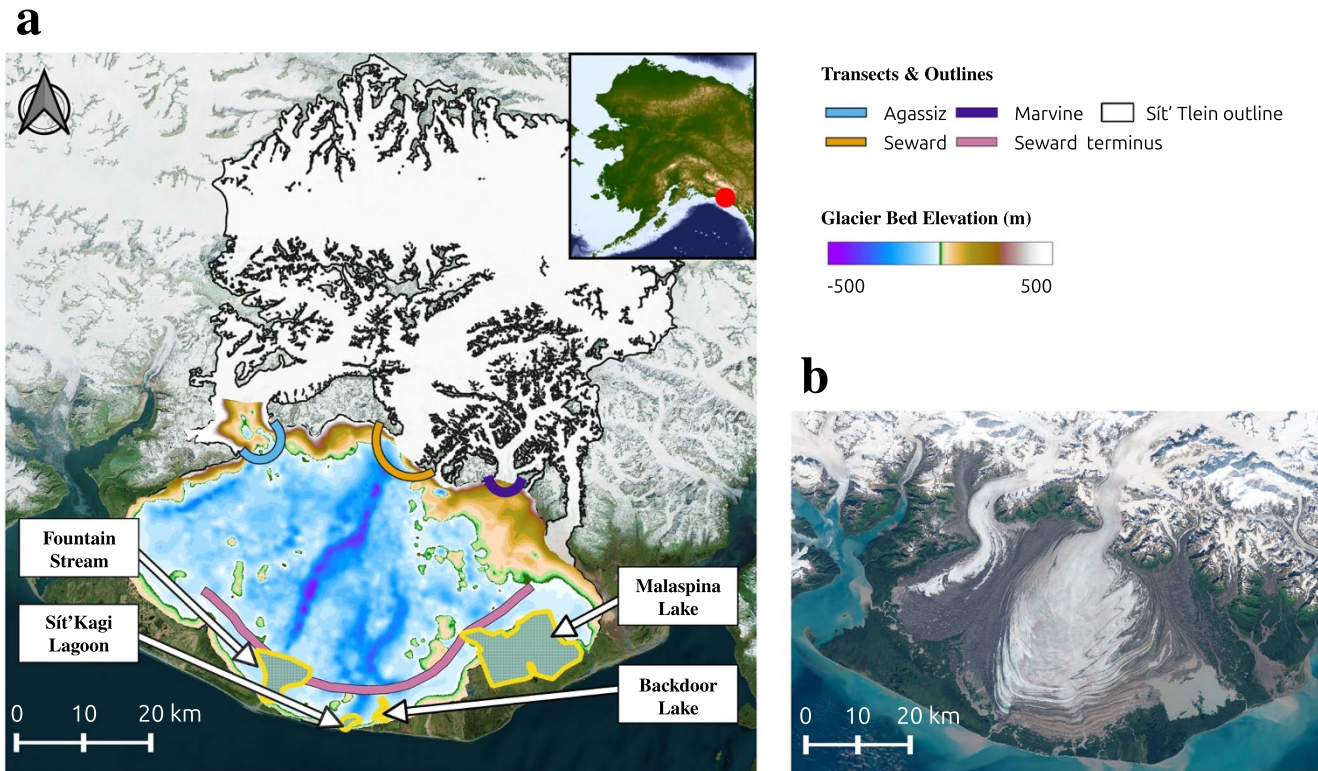 a
Transects & Outlines
Agassiz
Marvine
Sít' Tlein outline
Seward
Seward terminus
Glacier Bed Elevation (m)
-500
500
b
Fountain
Stream
Sít'Kagi
Lagoon
Malaspina
Lake
Backdoor
Lake
0 10 20 km
0 10 20 km